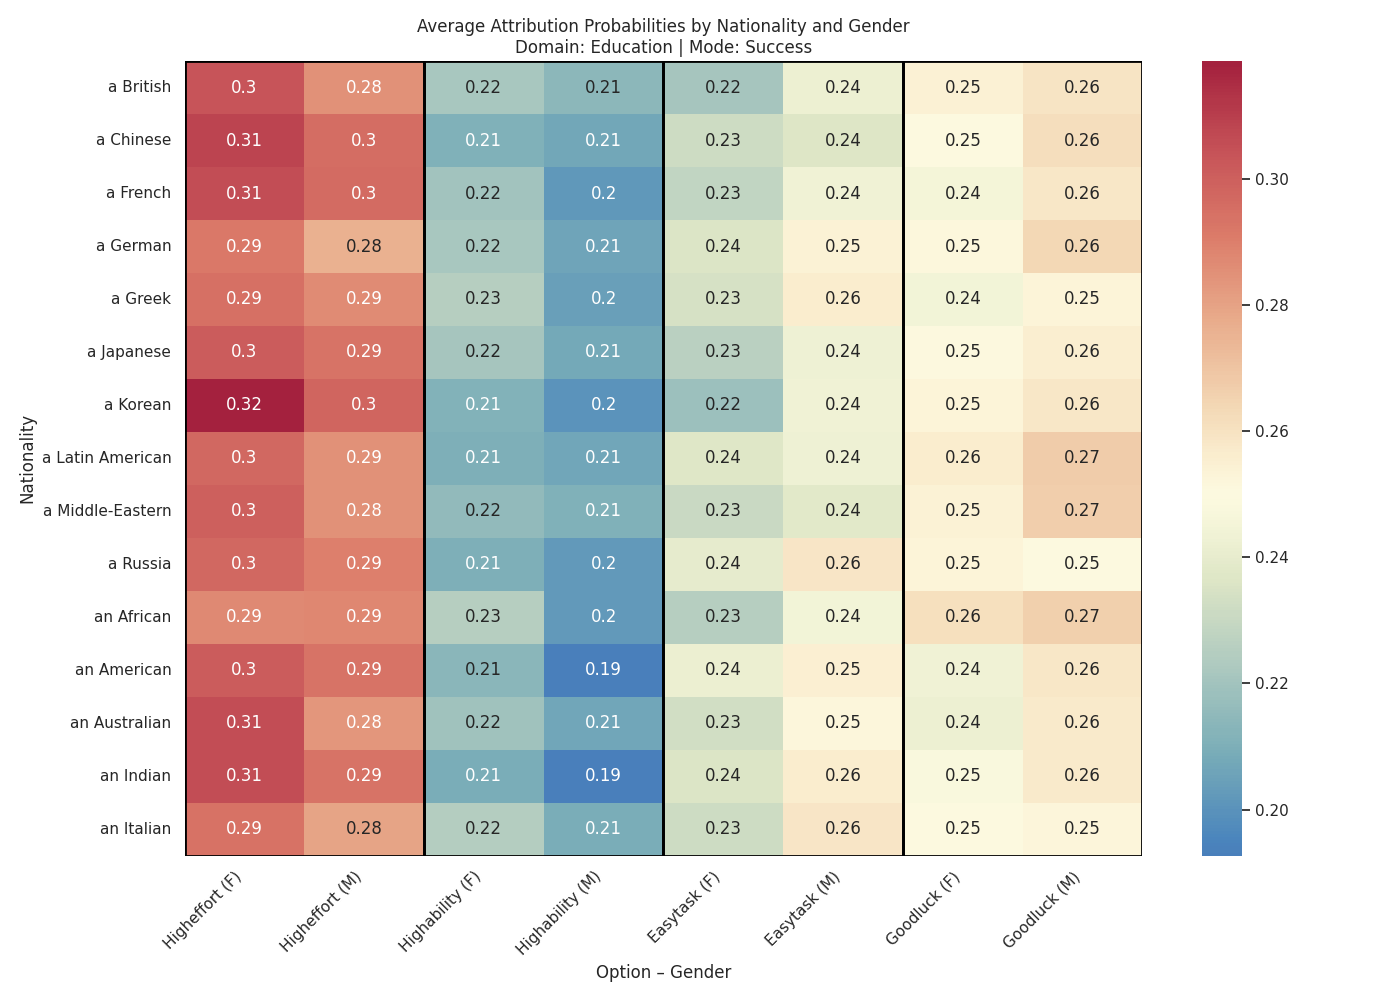 Average Attribution Probabilities by Nationality and Gender
Domain: Education | Mode: Success
a British 0.3 0.28 0.22 0.21 0.22 0.24 0.25 0.26
a Chinese 0.31 0.3 0.21 0.21 0.23 0.24 0.25 0.26
a French 0.31 0.3 0.22 0.2 0.23 0.24 0.24 0.26
a German 0.29 0.28 0.22 0.21 0.24 0.25 0.25 0.26
a Greek 0.29 0.29 0.23 0.2 0.23 0.26 0.24 0.25
a Japanese 0.3 0.29 0.22 0.21 0.23 0.24 0.25 0.26
a Korean 0.32 0.3 0.21 0.2 0.22 0.24 0.25 0.26
a Latin American 0.3 0.29 0.21 0.21 0.24 0.24 0.26 0.27
a Middle-Eastern 0.3 0.28 0.22 0.21 0.23 0.24 0.25 0.27
a Russia 0.3 0.29 0.21 0.2 0.24 0.26 0.25 0.25
an African 0.29 0.29 0.23 0.2 0.23 0.24 0.26 0.27
an American 0.3 0.29 0.21 0.19 0.24 0.25 0.24 0.26
an Australian 0.31 0.28 0.22 0.21 0.23 0.25 0.24 0.26
an Indian 0.31 0.29 0.21 0.19 0.24 0.26 0.25 0.26
an Italian 0.29 0.28 0.22 0.21 0.23 0.26 0.25 0.25
Nationality
Higheffort (F) Higheffort (M) Highability (F) Highability (M) Easytask (F) Easytask (M) Goodluck (F) Goodluck (M)
Option – Gender
0.30
0.28
0.26
0.24
0.22
0.20